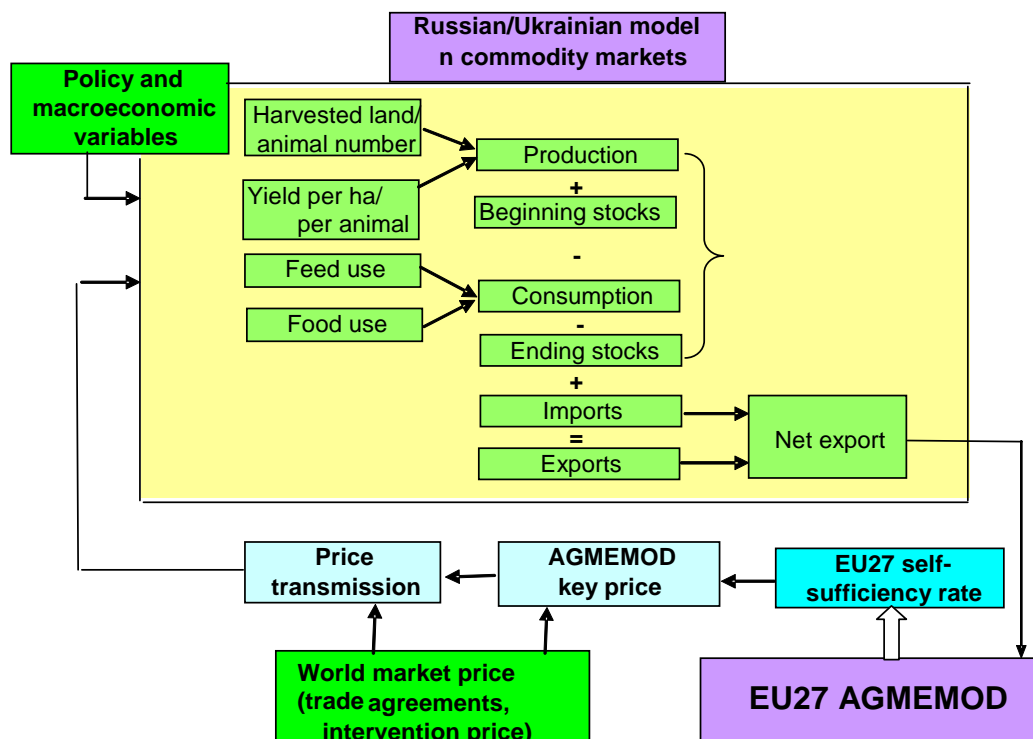 Russian/Ukrainian model
n commodity markets
Policy and
macroeconomic
variables
Harvested land/
animal number
Production
+
Yield per ha/
per animal
Beginning stocks
-
Feed use
Consumption
Food use
-
Ending stocks
+
Imports
=
Net export
Exports
Price
transmission
AGMEMOD
key price
EU27 self-
sufficiency rate
World market price
(trade agreements,
intervention price)
EU27 AGMEMOD